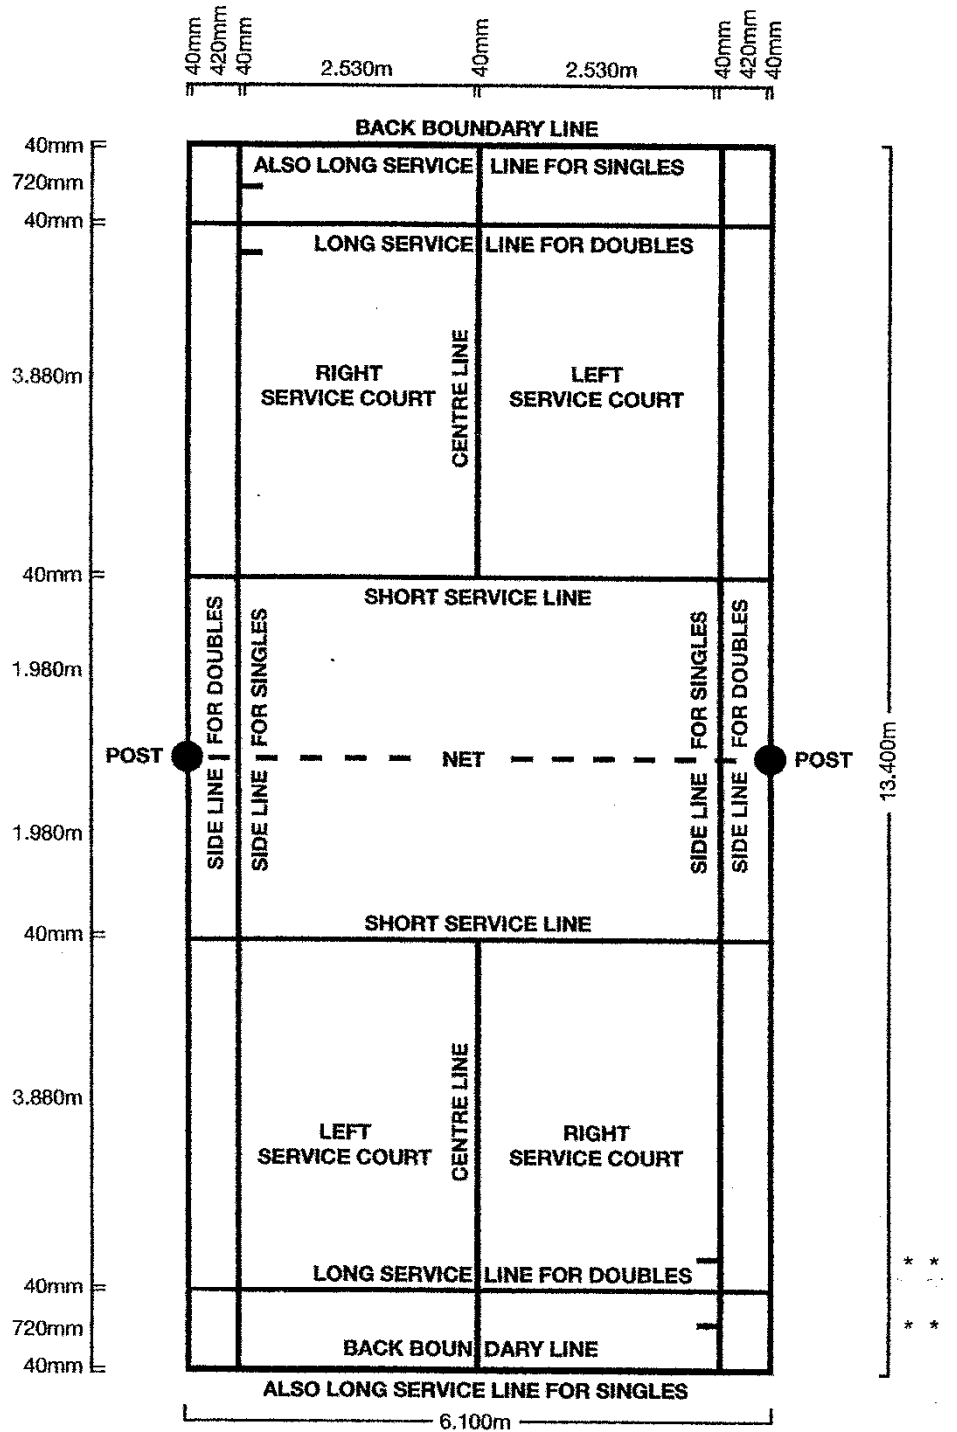 40mm 420mm 40mm 2.530m 40mm 2.530m 40mm 420mm 40mm
BACK BOUNDARY LINE
40mm
ALSO LONG SERVICE LINE FOR SINGLES
720mm
40mm
LONG SERVICE LINE FOR DOUBLES
3.880m
RIGHT
SERVICE COURT
CENTRE LINE
LEFT
SERVICE COURT
40mm
SHORT SERVICE LINE
1.980m
SIDE LINE FOR DOUBLES
SIDE LINE FOR SINGLES
SIDE LINE FOR SINGLES
SIDE LINE FOR DOUBLES
POST
NET
POST
13.400m
1.980m
40mm
SHORT SERVICE LINE
3.880m
LEFT
SERVICE COURT
CENTRE LINE
RIGHT
SERVICE COURT
* *
40mm
LONG SERVICE LINE FOR DOUBLES
720mm
* *
BACK BOUNDARY LINE
40mm
ALSO LONG SERVICE LINE FOR SINGLES
6.100m